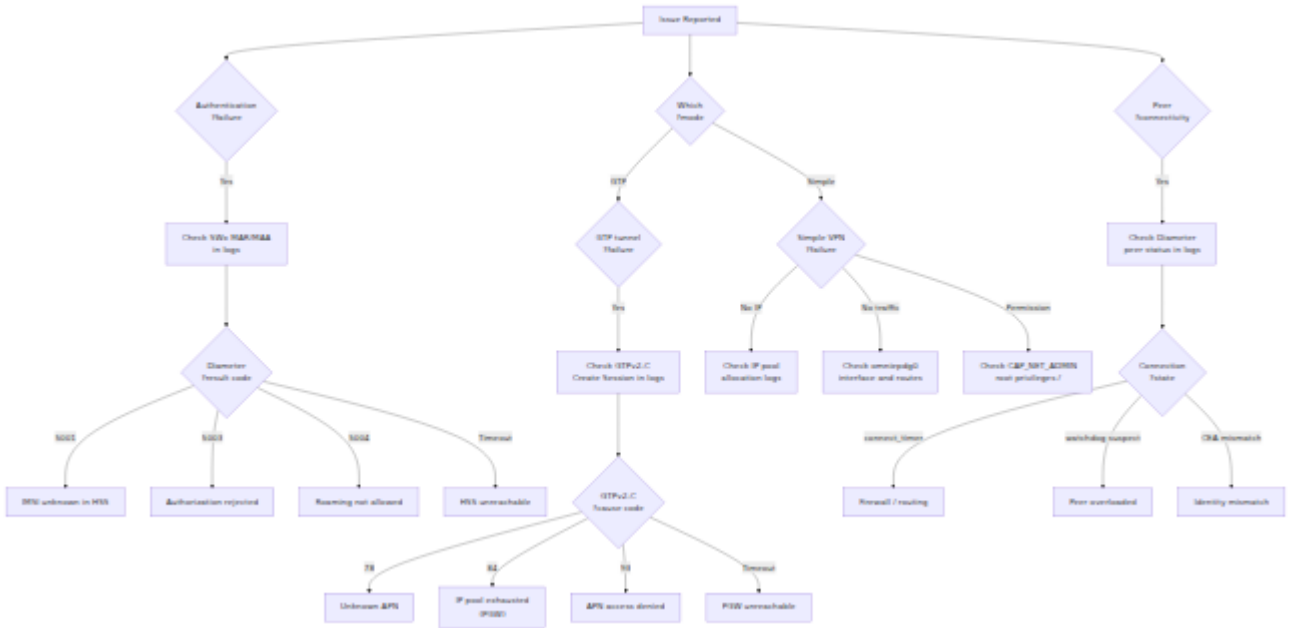 Issue Reported
Authentication
?failure
Which
?mode
Peer
?connectivity
Yes
GTP
Simple
Yes
Check SWx MAR/MAA
in logs
GTP tunnel
?failure
Simple VPN
?failure
Check Diameter
peer status in logs
Yes
No IP
No traffic
Permission
Diameter
?result code
Check GTPv2-C
Create Session in logs
Check IP pool
allocation logs
Check omniepdg0
interface and routes
Check CAP_NET_ADMIN
root privileges /
Connection
?state
5001
5003
5004
Timeout
connect_timer
watchdog suspect
CEA mismatch
IMSI unknown in HSS
Authorization rejected
Roaming not allowed
HSS unreachable
GTPv2-C
?cause code
Firewall / routing
Peer overloaded
Identity mismatch
78
84
93
Timeout
Unknown APN
IP pool exhausted
(PGW)
APN access denied
PGW unreachable